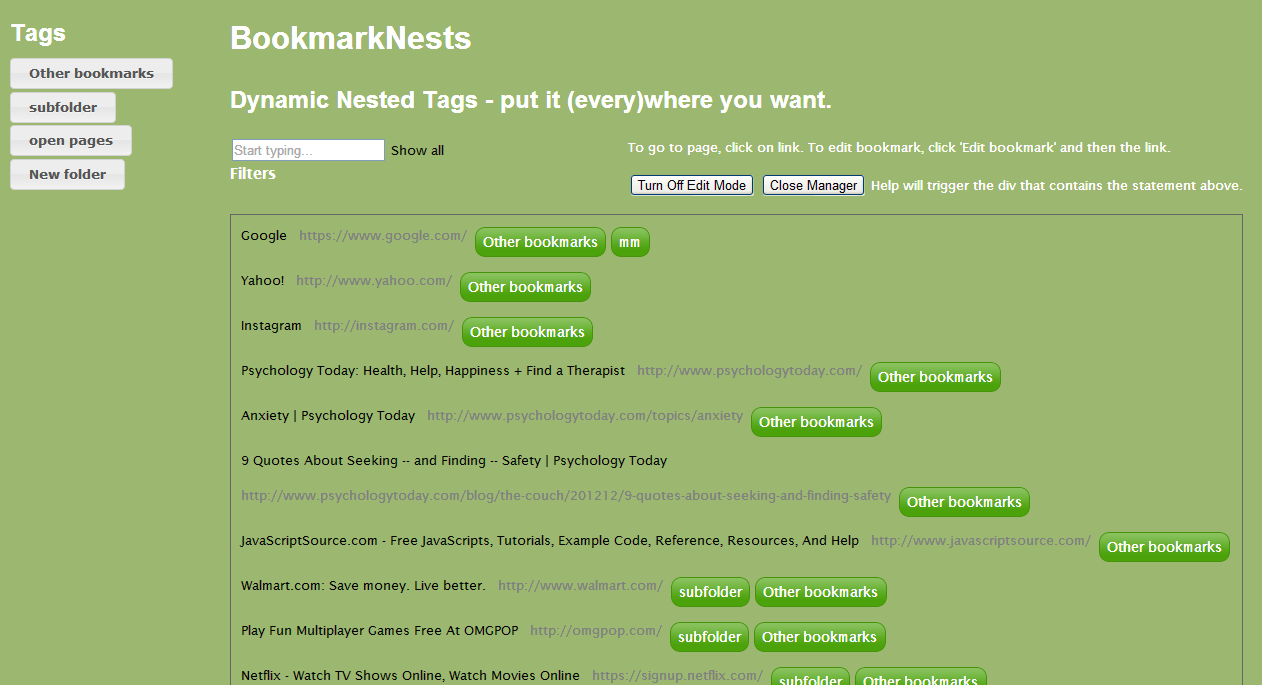 Tags
Other bookmarks
subfolder
open pages
New folder
BookmarkNests
Dynamic Nested Tags - put it (every)where you want.
Start typing... Show all
To go to page, click on link. To edit bookmark, click 'Edit bookmark' and then the link.
Filters
Turn Off Edit Mode Close Manager Help will trigger the div that contains the statement above.
Google https://www.google.com/ Other bookmarks mm
Yahoo! http://www.yahoo.com/ Other bookmarks
Instagram http://instagram.com/ Other bookmarks
Psychology Today: Health, Help, Happiness + Find a Therapist http://www.psychologytoday.com/ Other bookmarks
Anxiety | Psychology Today http://www.psychologytoday.com/topics/anxiety Other bookmarks
9 Quotes About Seeking -- and Finding -- Safety | Psychology Today
http://www.psychologytoday.com/blog/the-couch/201212/9-quotes-about-seeking-and-finding-safety Other bookmarks
JavaScriptSource.com - Free JavaScripts, Tutorials, Example Code, Reference, Resources, And Help http://www.javascriptsource.com/ Other bookmarks
Walmart.com: Save money. Live better. http://www.walmart.com/ subfolder Other bookmarks
Play Fun Multiplayer Games Free At OMGPOP http://omgpop.com/ subfolder Other bookmarks
Netflix - Watch TV Shows Online, Watch Movies Online https://signup.netflix.com/ subfolder Other bookmarks